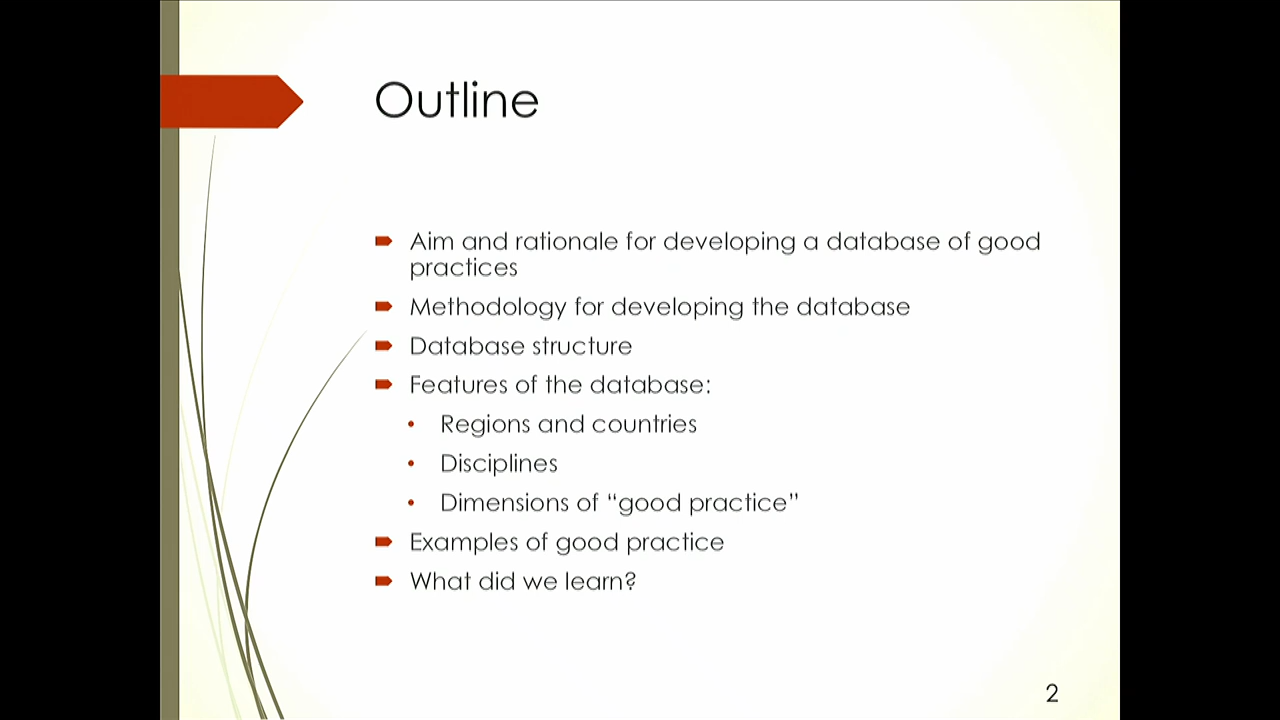 Outline
Aim and rationale for developing a database of good
practices
Methodology for developing the database
Database structure
Features of the database:
• Regions and countries
• Disciplines
• Dimensions of “good practice”
Examples of good practice
What did we learn?
2